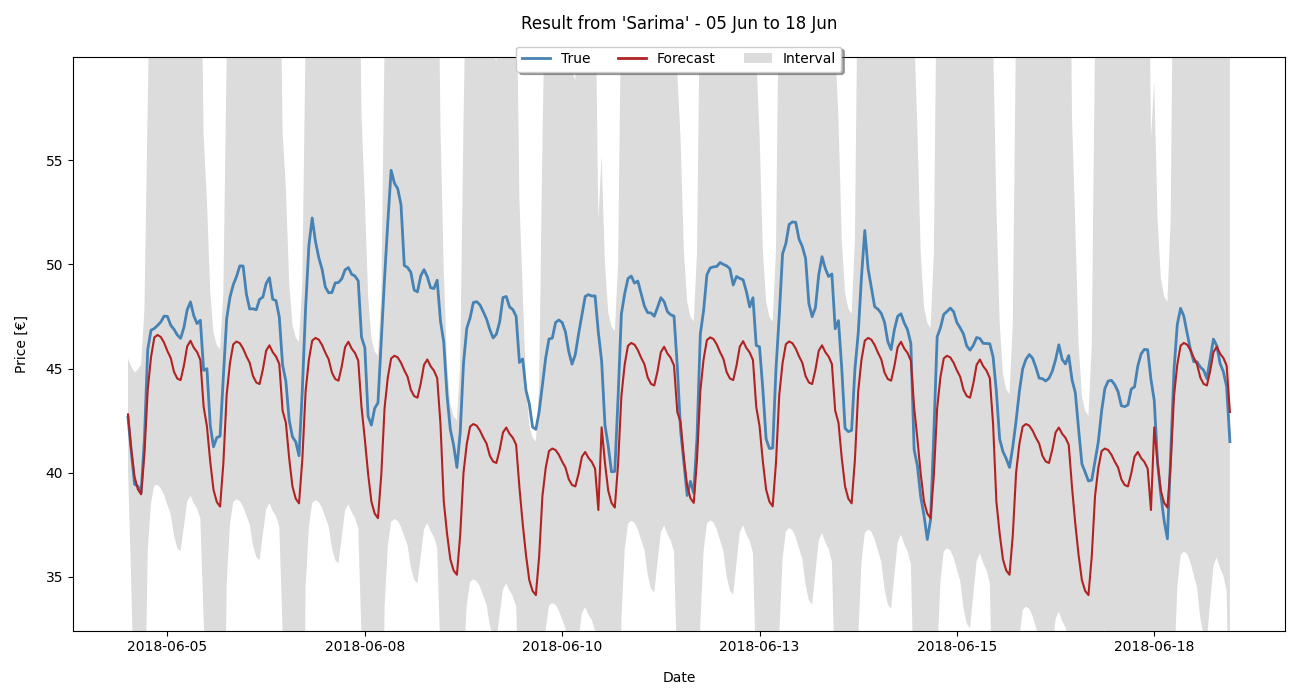 Result from 'Sarima' - 05 Jun to 18 Jun
True Forecast Interval
55
50
45
40
35
Price [€]
2018-06-05 2018-06-08 2018-06-10 2018-06-13 2018-06-15 2018-06-18
Date